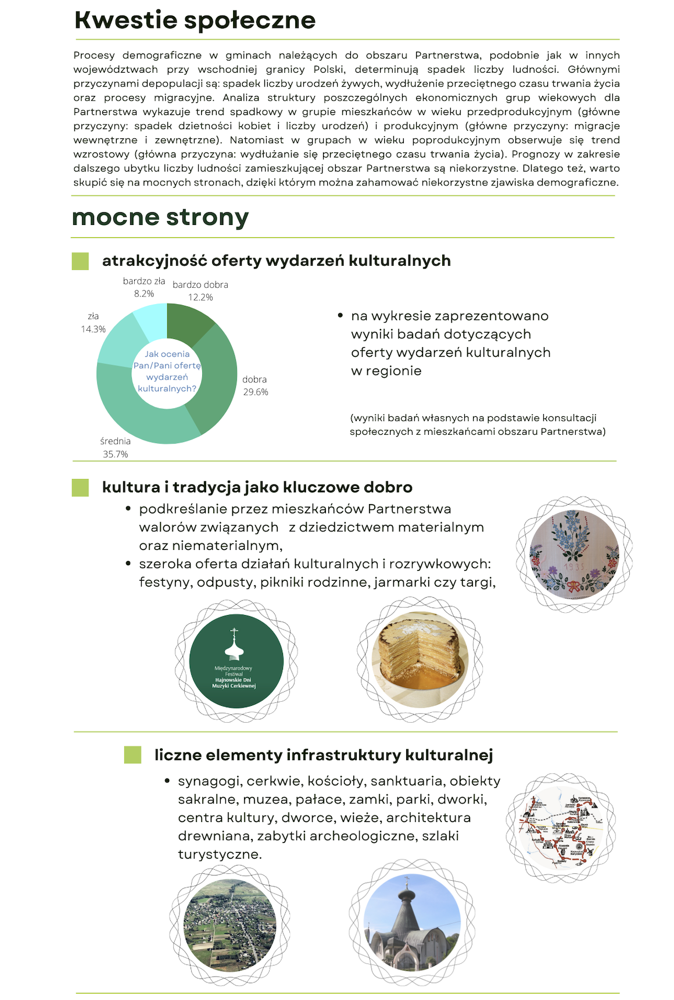 Kwestie społeczne
Procesy demograficzne w gminach należących do obszaru Partnerstwa, podobnie jak w innych
województwach przy wschodniej granicy Polski, determinują spadek liczby ludności. Głównymi
przyczynami depopulacji są: spadek liczby urodzeń żywych, wydłużenie przeciętnego czasu trwania życia
oraz procesy migracyjne. Analiza struktury poszczególnych ekonomicznych grup wiekowych dla
Partnerstwa wykazuje trend spadkowy w grupie mieszkańców w wieku przedprodukcyjnym (główne
przyczyny: spadek dzietności kobiet i liczby urodzeń) i produkcyjnym (główne przyczyny: migracje
wewnętrzne i zewnętrzne). Natomiast w grupach w wieku poprodukcyjnym obserwuje się trend
wzrostowy (główna przyczyna: wydłużanie się przeciętnego czasu trwania życia). Prognozy w zakresie
dalszego ubytku liczby ludności zamieszkującej obszar Partnerstwa są niekorzystne. Dlatego też, warto
skupić się na mocnych stronach, dzięki którym można zahamować niekorzystne zjawiska demograficzne.
mocne strony
atrakcyjność oferty wydarzeń kulturalnych
bardzo zła
8.2%
bardzo dobra
12.2%
zła
14.3%
Jak ocenia
Pan/Pani ofertę
wydarzeń
kulturalnych?
dobra
29.6%
średnia
35.7%
• na wykresie zaprezentowano
wyniki badań dotyczących
oferty wydarzeń kulturalnych
w regionie
(wyniki badań własnych na podstawie konsultacji
społecznych z mieszkańcami obszaru Partnerstwa)
kultura i tradycja jako kluczowe dobro
• podkreślanie przez mieszkańców Partnerstwa
walorów związanych z dziedzictwem materialnym
oraz niematerialnym,
• szeroka oferta działań kulturalnych i rozrywkowych:
festyny, odpusty, pikniki rodzinne, jarmarki czy targi,
1935
Międzynarodowy
Festiwal
Hajnowskie Dni
Muzyki Cerkiewnej
liczne elementy infrastruktury kulturalnej
• synagogi, cerkwie, kościoły, sanktuaria, obiekty
sakralne, muzea, pałace, zamki, parki, dworki,
centra kultury, dworce, wieże, architektura
drewniana, zabytki archeologiczne, szlaki
turystyczne.